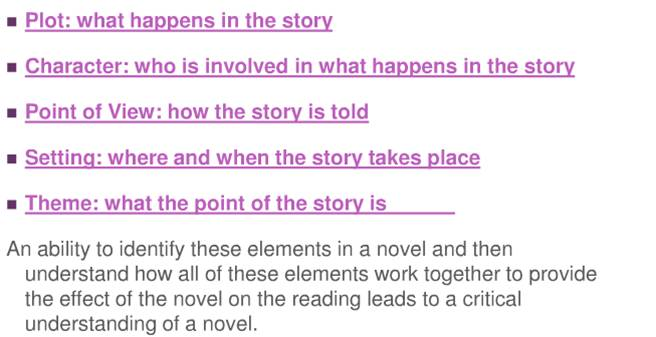 ▪ Plot: what happens in the story
▪ Character: who is involved in what happens in the story
▪ Point of View: how the story is told
▪ Setting: where and when the story takes place
▪ Theme: what the point of the story is
An ability to identify these elements in a novel and then
understand how all of these elements work together to provide
the effect of the novel on the reading leads to a critical
understanding of a novel.